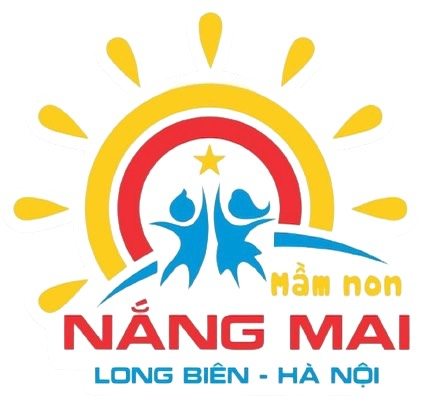 Mầm non
NẮNG MAI
LONG BIÊN - HÀ NỘI